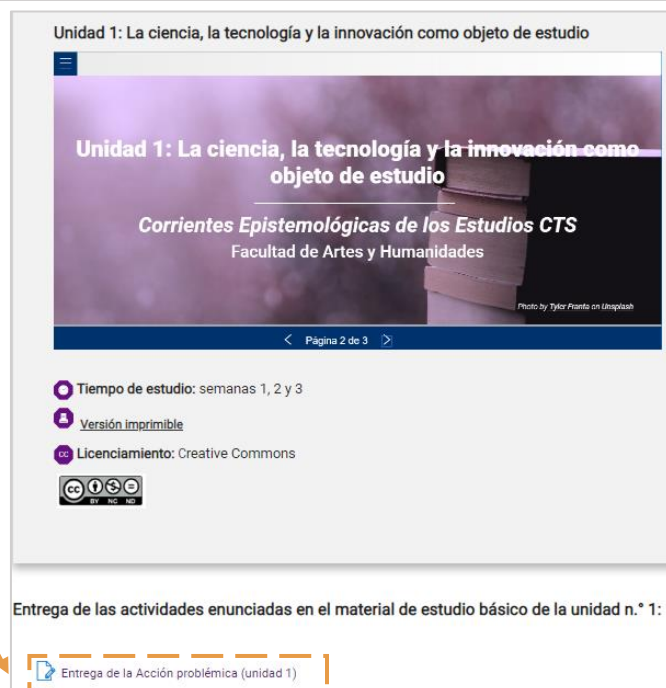 Unidad 1: La ciencia, la tecnología y la innovación como objeto de estudio
Unidad 1: La ciencia, la tecnología y la innovación como
objeto de estudio
Corrientes Epistemológicas de los Estudios CTS
Facultad de Artes y Humanidades
Photo by Tyler Franta on Unsplash
Página 2 de 3
Tiempo de estudio: semanas 1, 2 y 3
Versión imprimible
Licenciamiento: Creative Commons
BY NC ND
Entrega de las actividades enunciadas en el material de estudio básico de la unidad n.° 1:
Entrega de la Acción problémica (unidad 1)